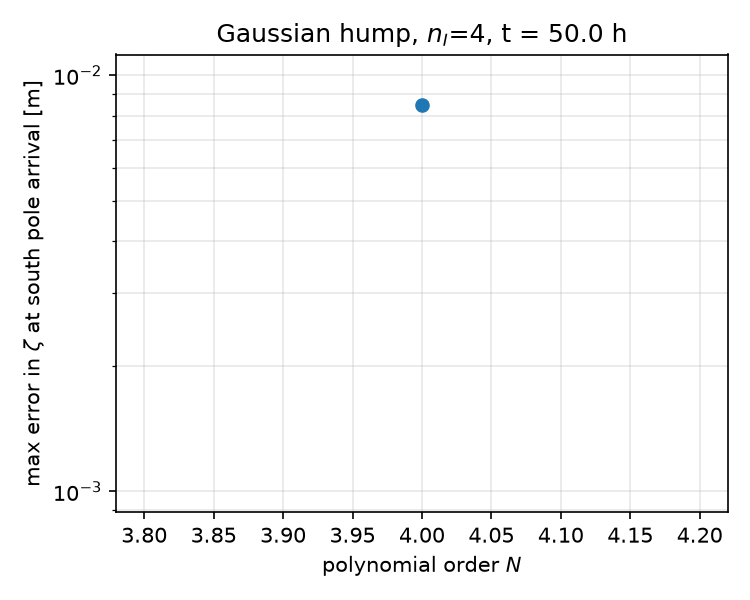 Gaussian hump, $n_l$=4, t = 50.0 h
max error in ζ at south pole arrival [m]
10⁻²
10⁻³
3.80 3.85 3.90 3.95 4.00 4.05 4.10 4.15 4.20
polynomial order N